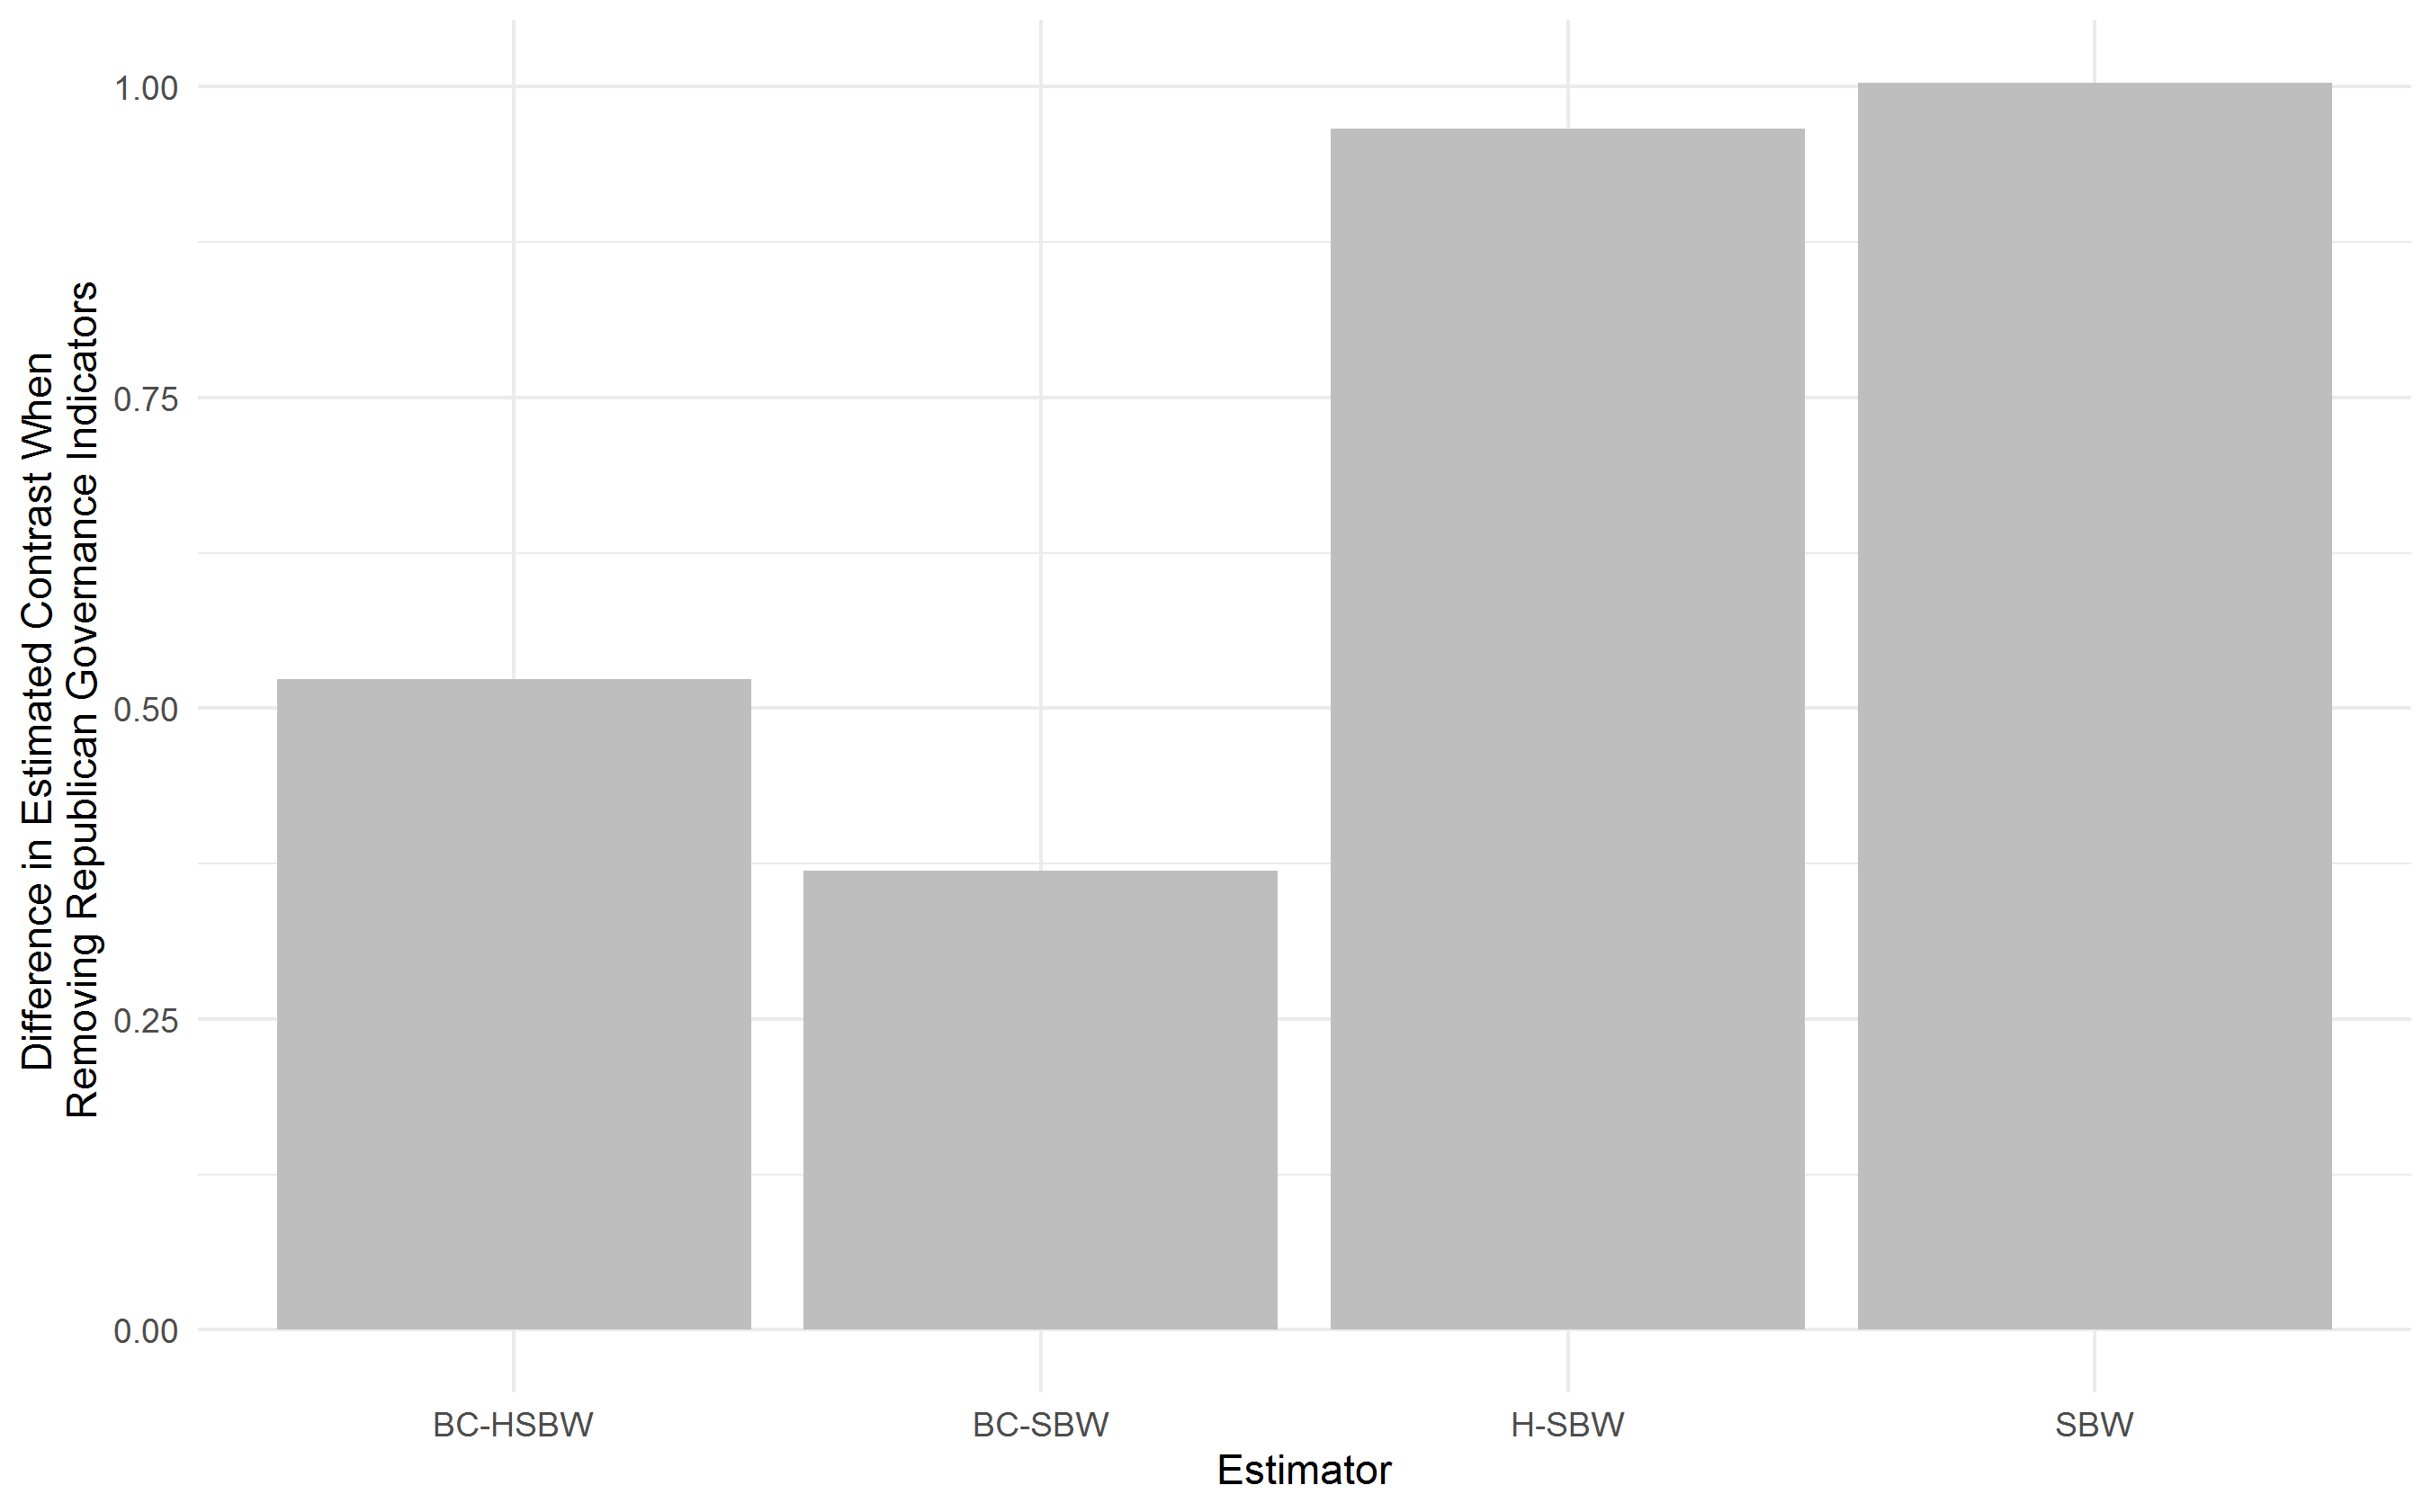 Difference in Estimated Contrast When
Removing Republican Governance Indicators
1.00
0.75
0.50
0.25
0.00
BC-HSBW
BC-SBW
H-SBW
SBW
Estimator